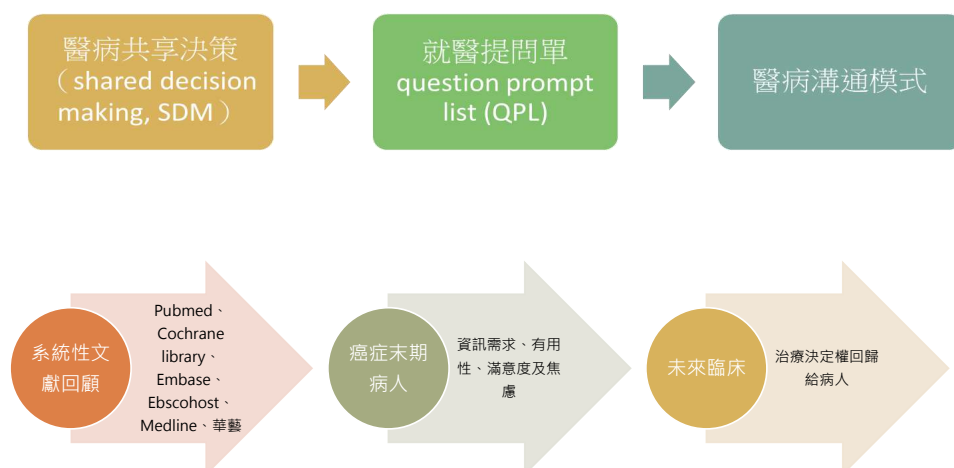 醫病共享決策
（shared decision
making, SDM）
就醫提問單
question prompt
list (QPL)
醫病溝通模式
系統性文
獻回顧
Pubmed、
Cochrane
library、
Embase、
Ebscohost、
Medline、華藝
癌症末期
病人
資訊需求、有用
性、滿意度及焦
慮
未來臨床
治療決定權回歸
給病人